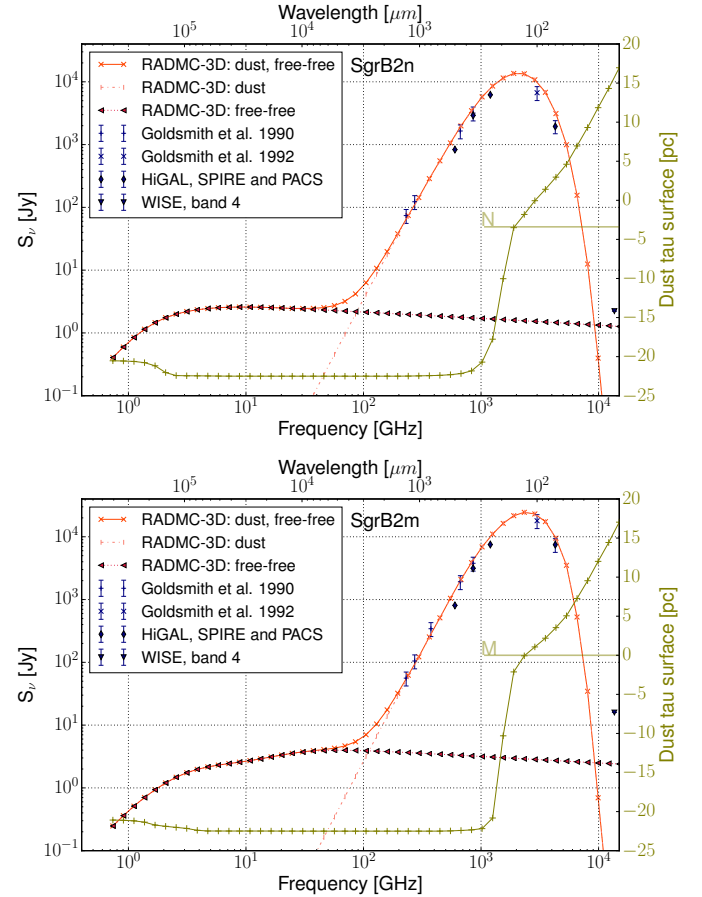 Wavelength [μm]
10^5 10^4 10^3 10^2
SgrB2n
RADMC-3D: dust, free-free
RADMC-3D: dust
RADMC-3D: free-free
Goldsmith et al. 1990
Goldsmith et al. 1992
HiGAL, SPIRE and PACS
WISE, band 4
S_ν [Jy]
10^4
10^3
10^2
10^1
10^0
10^−1
N
20
15
10
5
0
−5
−10
−15
−20
−25
Dust tau surface [pc]
10^0 10^1 10^2 10^3 10^4
Frequency [GHz]
Wavelength [μm]
10^5 10^4 10^3 10^2
SgrB2m
RADMC-3D: dust, free-free
RADMC-3D: dust
RADMC-3D: free-free
Goldsmith et al. 1990
Goldsmith et al. 1992
HiGAL, SPIRE and PACS
WISE, band 4
S_ν [Jy]
10^4
10^3
10^2
10^1
10^0
10^−1
M
20
15
10
5
0
−5
−10
−15
−20
−25
Dust tau surface [pc]
10^0 10^1 10^2 10^3 10^4
Frequency [GHz]